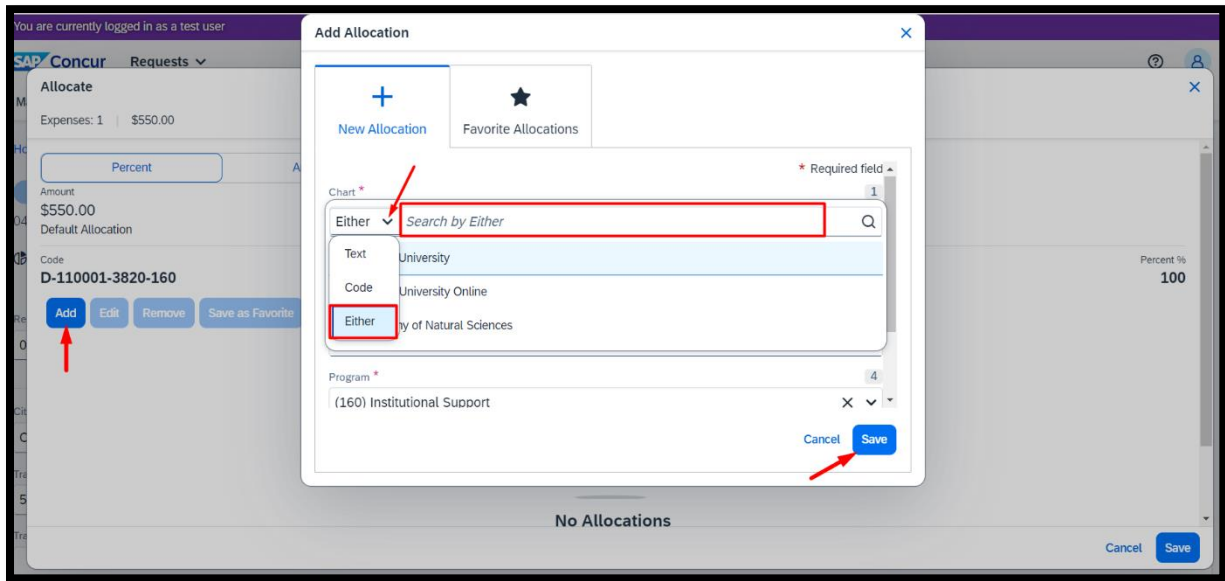 You are currently logged in as a test user
SAP Concur Requests
Allocate
Expenses: 1 | $550.00
Percent
Amount
$550.00
Default Allocation
Code
D-110001-3820-160
Percent %
100
Add Edit Remove Save as Favorite
No Allocations
Cancel Save
Add Allocation
New Allocation Favorite Allocations
* Required field
Chart * 1
Either Search by Either
Text University
Code University Online
Either of Natural Sciences
Program * 4
(160) Institutional Support
Cancel Save